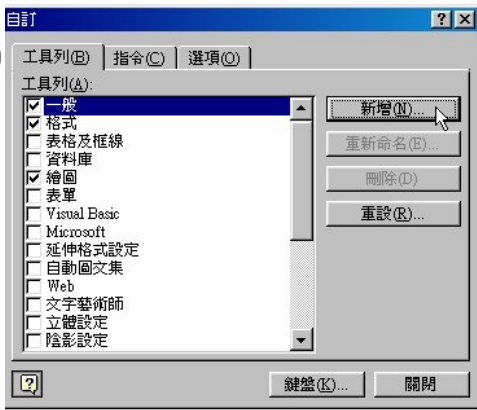 自訂
工具列(B) 指令(C) 選項(O)
工具列(A):
一般
格式
表格及框線
資料庫
繪圖
表單
Visual Basic
Microsoft
延伸格式設定
自動圖文集
Web
文字藝術師
立體設定
陰影設定
新增(N)...
重新命名(E)...
刪除(D)
重設(R)...
鍵盤(K)... 關閉